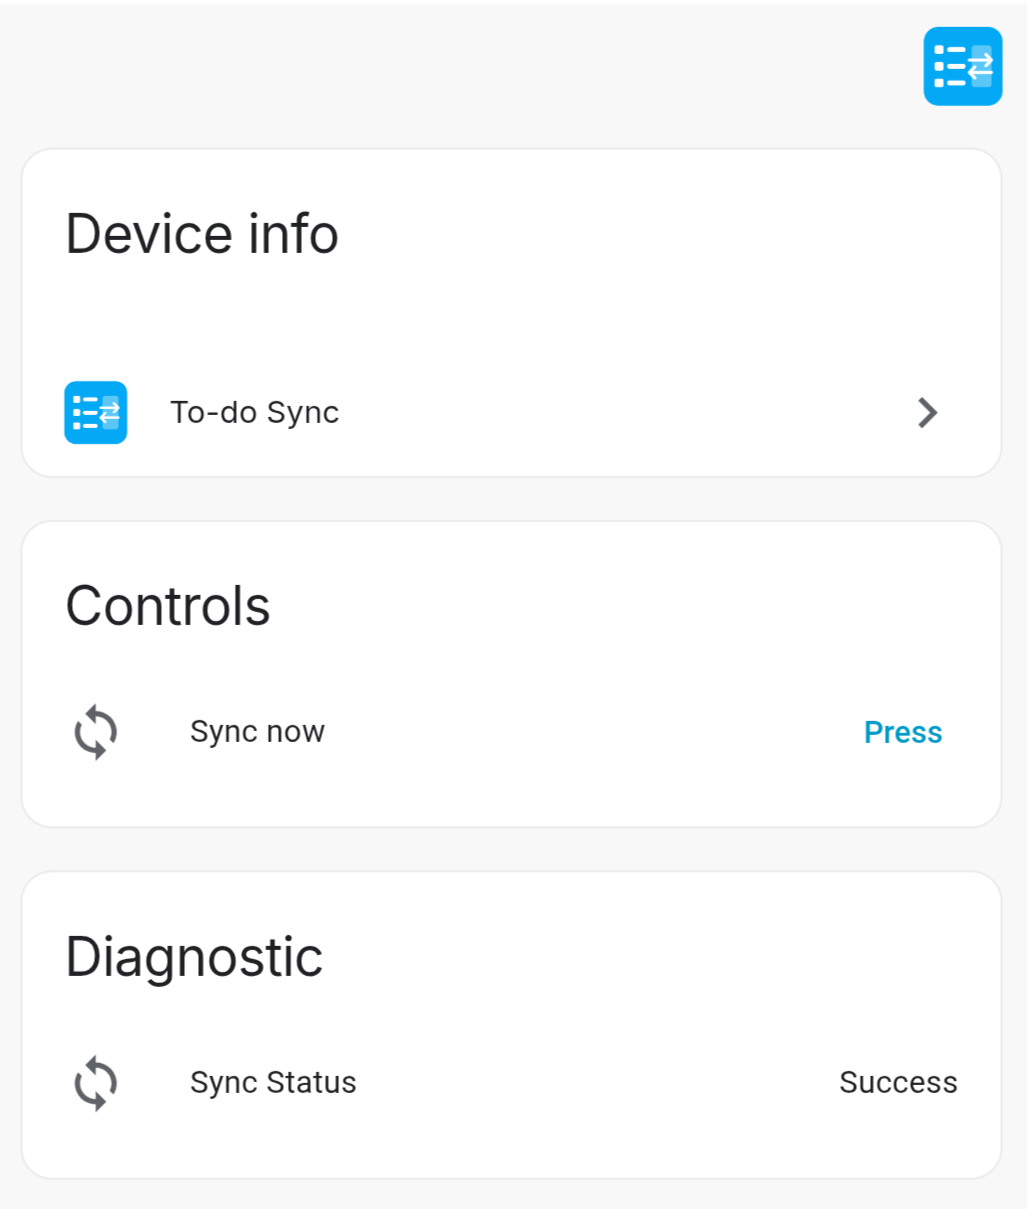 Device info
To-do Sync
Controls
Sync now Press
Diagnostic
Sync Status Success